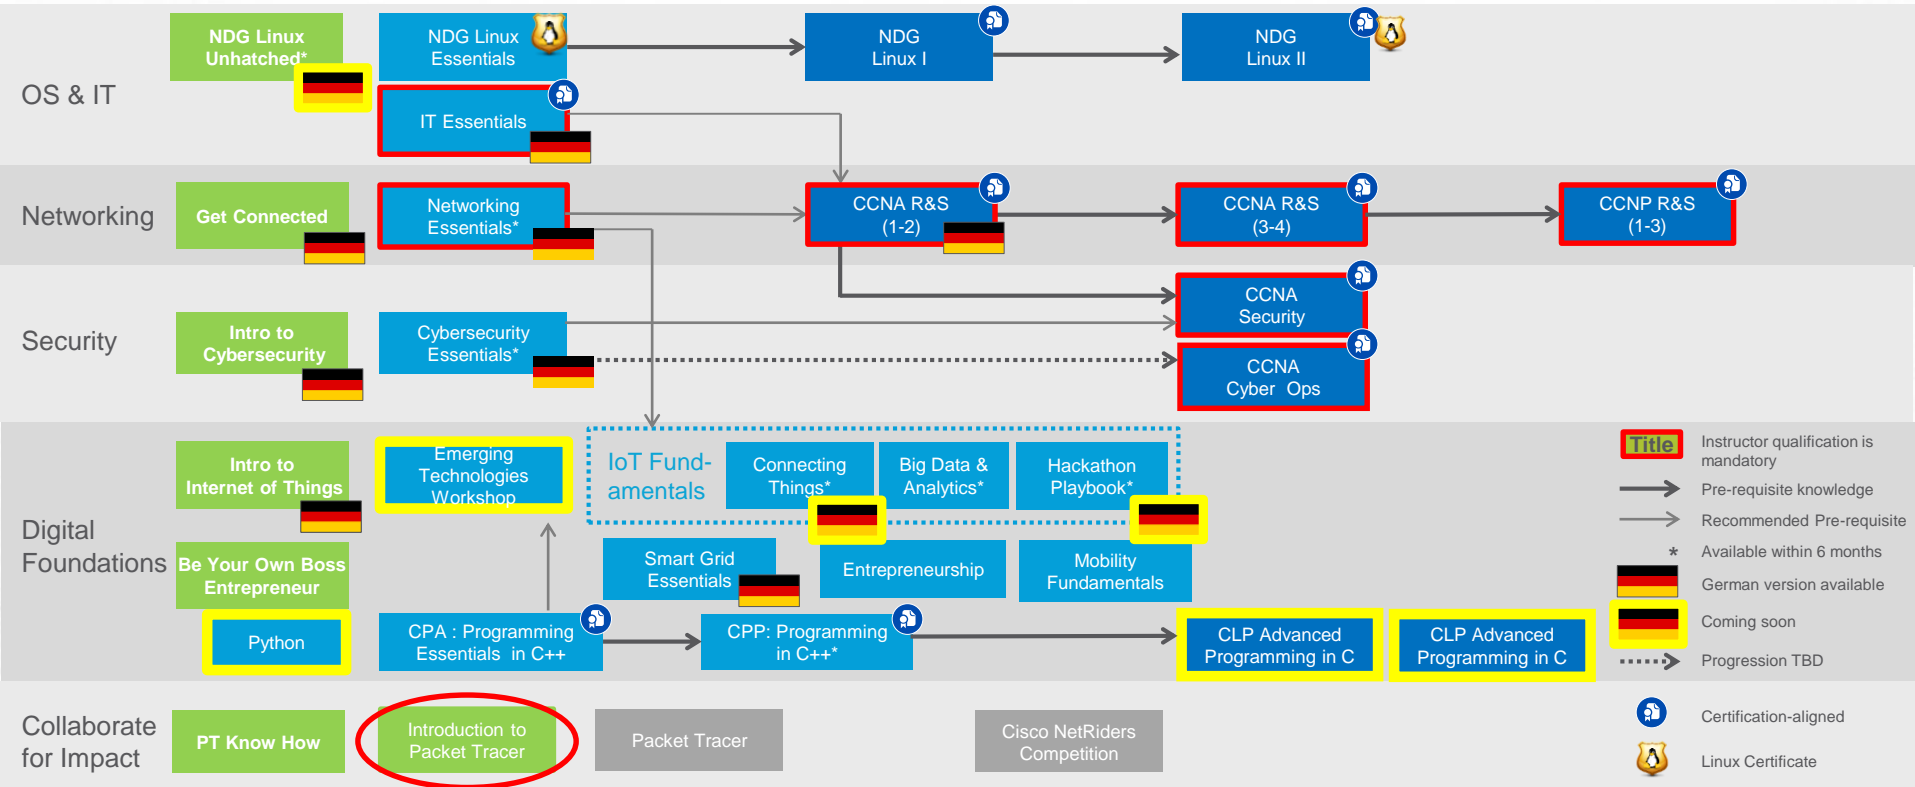 OS & IT
NDG Linux
Unhatched*
NDG Linux
Essentials
NDG
Linux I
NDG
Linux II
IT Essentials
Networking
Get Connected
Networking
Essentials*
CCNA R&S
(1-2)
CCNA R&S
(3-4)
CCNP R&S
(1-3)
Security
Intro to
Cybersecurity
Cybersecurity
Essentials*
CCNA
Security
CCNA
Cyber Ops
Digital
Foundations
Intro to
Internet of Things
Emerging
Technologies
Workshop
IoT Fund-
amentals
Connecting
Things*
Big Data &
Analytics*
Hackathon
Playbook*
Be Your Own Boss
Entrepreneur
Smart Grid
Essentials
Entrepreneurship
Mobility
Fundamentals
Python
CPA : Programming
Essentials in C++
CPP: Programming
in C++*
CLP Advanced
Programming in C
CLP Advanced
Programming in C
Collaborate
for Impact
PT Know How
Introduction to
Packet Tracer
Packet Tracer
Cisco NetRiders
Competition
Title
Instructor qualification is
mandatory
Pre-requisite knowledge
Recommended Pre-requisite
* Available within 6 months
German version available
Coming soon
Progression TBD
Certification-aligned
Linux Certificate